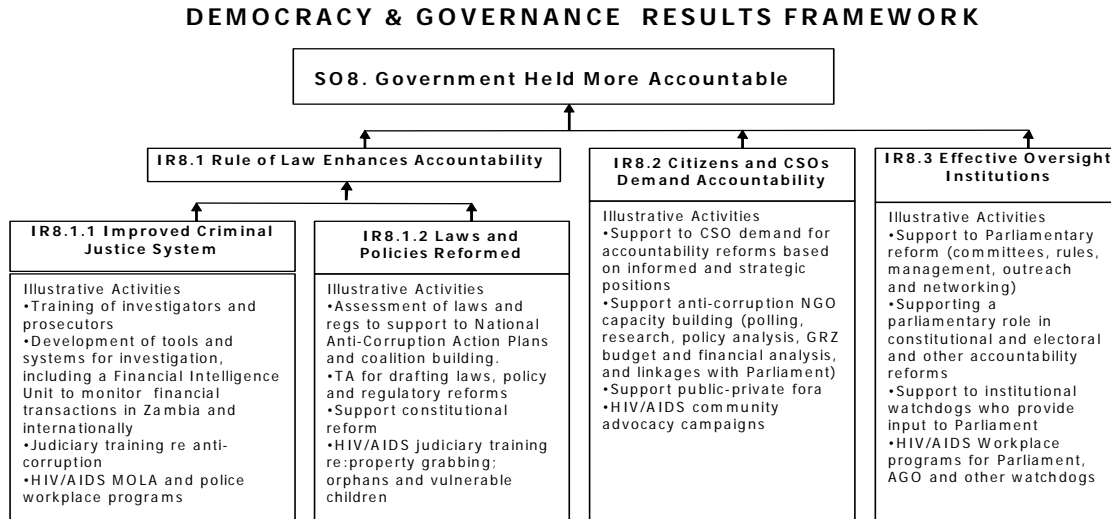 DEMOCRACY & GOVERNANCE RESULTS FRAMEWORK
SO8. Government Held More Accountable
IR8.1 Rule of Law Enhances Accountability
IR8.2 Citizens and CSOs
Demand Accountability
IR8.3 Effective Oversight
Institutions
IR8.1.1 Improved Criminal
Justice System
IR8.1.2 Laws and
Policies Reformed
Illustrative Activities
•Training of investigators and
prosecutors
•Development of tools and
systems for investigation,
including a Financial Intelligence
Unit to monitor financial
transactions in Zambia and
internationally
•Judiciary training re anti-
corruption
•HIV/AIDS MOLA and police
workplace programs
Illustrative Activities
•Assessment of laws and
regs to support to National
Anti-Corruption Action Plans
and coalition building.
•TA for drafting laws, policy
and regulatory reforms
•Support constitutional
reform
•HIV/AIDS judiciary training
re:property grabbing;
orphans and vulnerable
children
Illustrative Activities
•Support to CSO demand for
accountability reforms based
on informed and strategic
positions
•Support anti-corruption NGO
capacity building (polling,
research, policy analysis, GRZ
budget and financial analysis,
and linkages with Parliament)
•Support public-private fora
•HIV/AIDS community
advocacy campaigns
Illustrative Activities
•Support to Parliamentary
reform (committees, rules,
management, outreach
and networking)
•Supporting a
parliamentary role in
constitutional and electoral
and other accountability
reforms
•Support to institutional
watchdogs who provide
input to Parliament
•HIV/AIDS Workplace
programs for Parliament,
AGO and other watchdogs